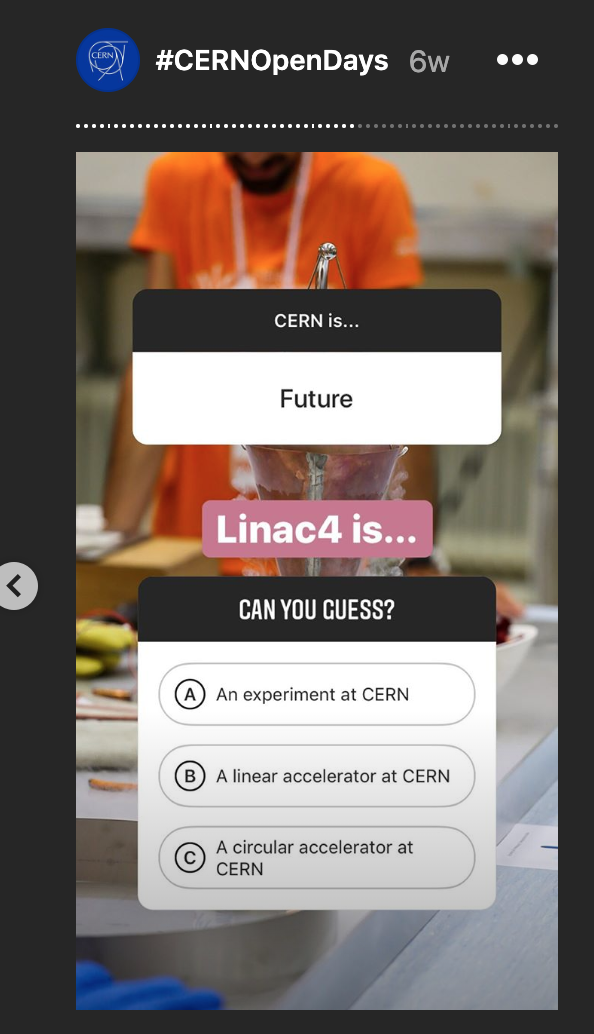 CERN
#CERNOpenDays 6w
CERN is...
Future
Linac4 is...
CAN YOU GUESS?
A An experiment at CERN
B A linear accelerator at CERN
C A circular accelerator at
CERN